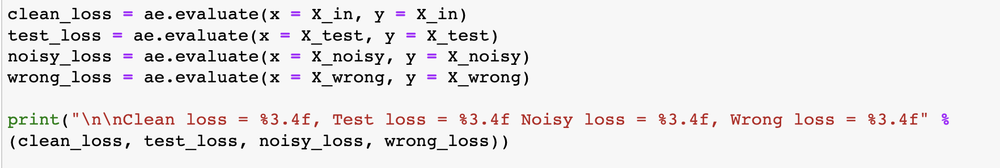 clean_loss = ae.evaluate(x = X_in, y = X_in)
test_loss = ae.evaluate(x = X_test, y = X_test)
noisy_loss = ae.evaluate(x = X_noisy, y = X_noisy)
wrong_loss = ae.evaluate(x = X_wrong, y = X_wrong)
print("\n\nClean loss = %3.4f, Test loss = %3.4f Noisy loss = %3.4f, Wrong loss = %3.4f" %
(clean_loss, test_loss, noisy_loss, wrong_loss))